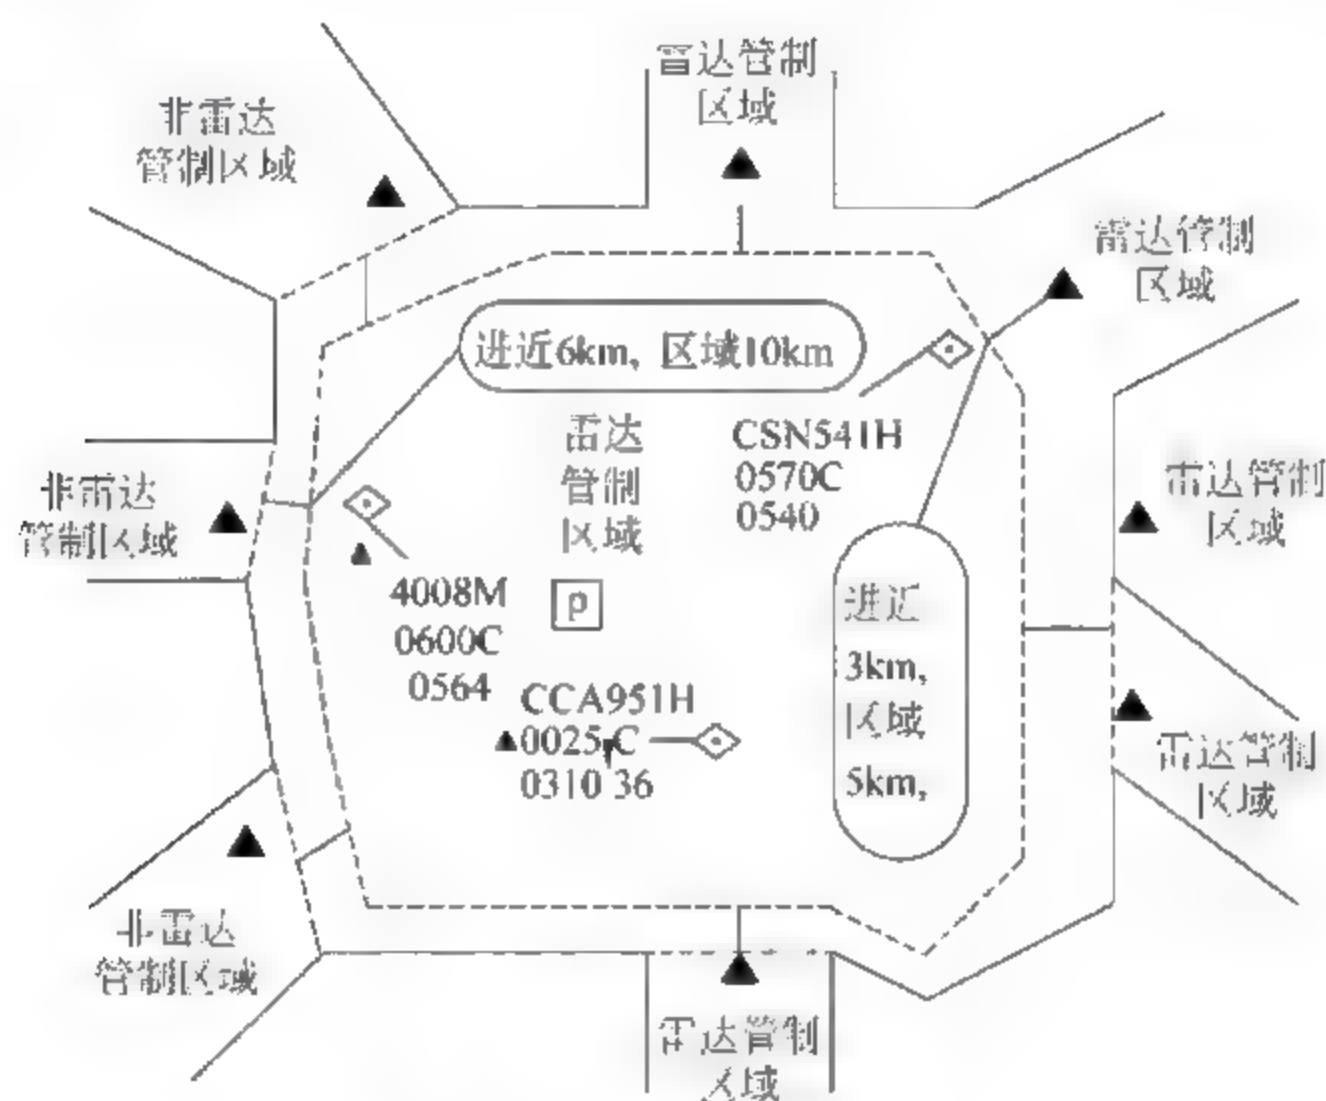 雷达管制
区域
非雷达
管制区域
雷达管制
区域
进近6km, 区域10km
雷达
管制
区域
CSN541H
0570C
0540
非雷达
管制区域
雷达管制
区域
4008M
0600C
0564
P
进近
3km,
区域
5km,
CCA951H
0025 C
0310 36
雷达管制
区域
非雷达
管制区域
雷达管制
区域